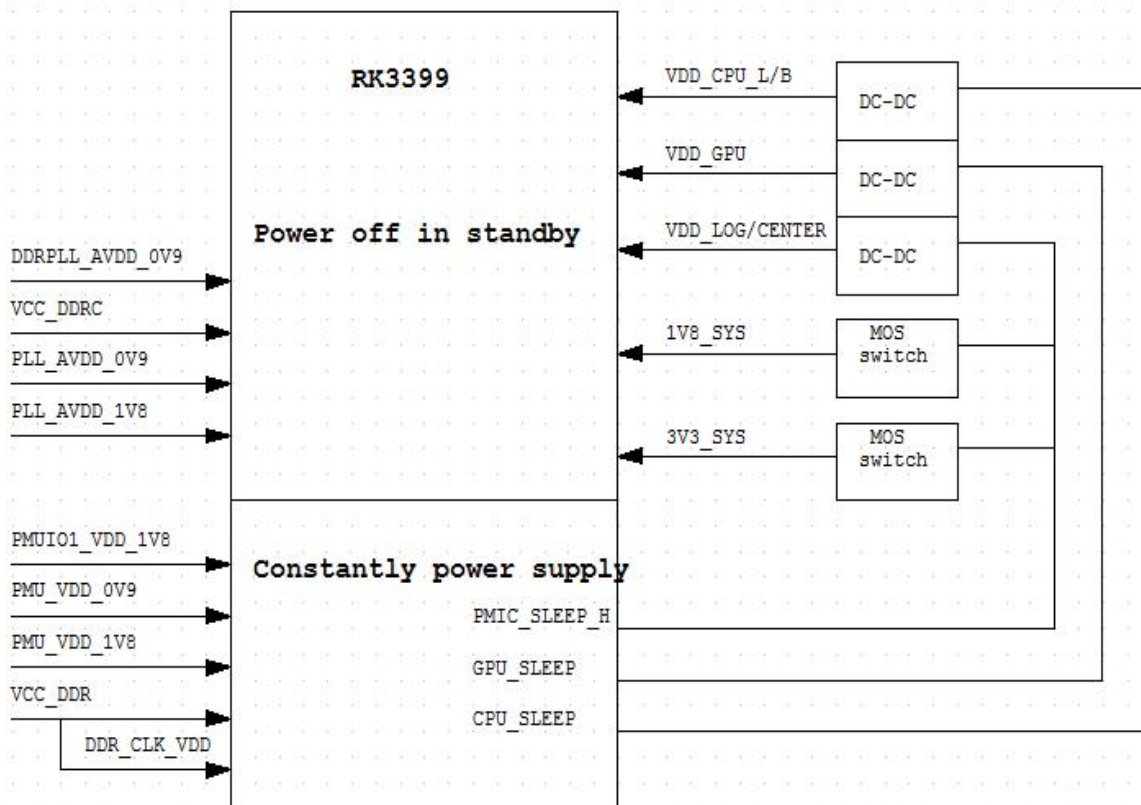 RK3399
VDD_CPU_L/B
DC-DC
VDD_GPU
DC-DC
Power off in standby
VDD_LOG/CENTER
DC-DC
DDRPLL_AVDD_0V9
VCC_DDRC
1V8_SYS
MOS
switch
PLL_AVDD_0V9
PLL_AVDD_1V8
3V3_SYS
MOS
switch
PMUIO1_VDD_1V8
Constantly power supply
PMU_VDD_0V9
PMIC_SLEEP_H
PMU_VDD_1V8
GPU_SLEEP
VCC_DDR
CPU_SLEEP
DDR_CLK_VDD